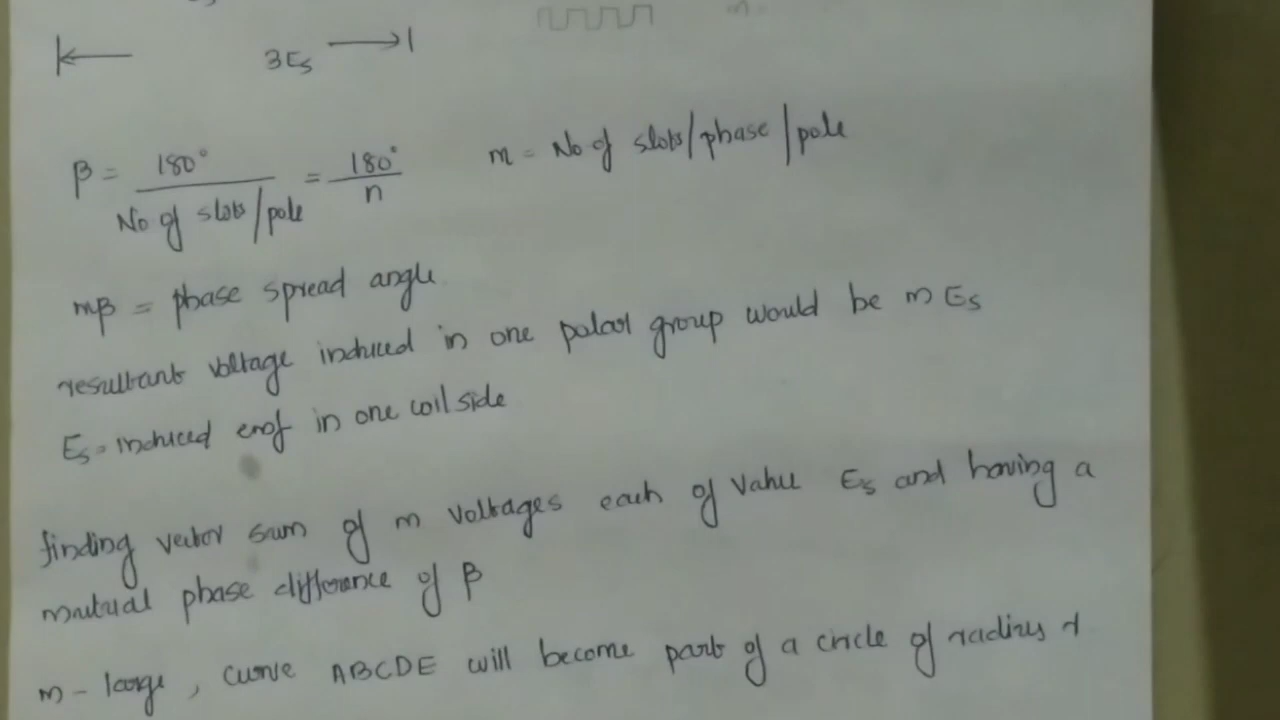 3Es
β = 180° / No of slots/pole = 180° / n m = No of slots/phase/pole
mβ = phase spread angle
resultant voltage induced in one polar group would be m Es
Es = induced emf in one coil side
finding vector sum of m voltages each of value Es and having a
mutual phase difference of β
m - large, curve ABCDE will become part of a circle of radius r